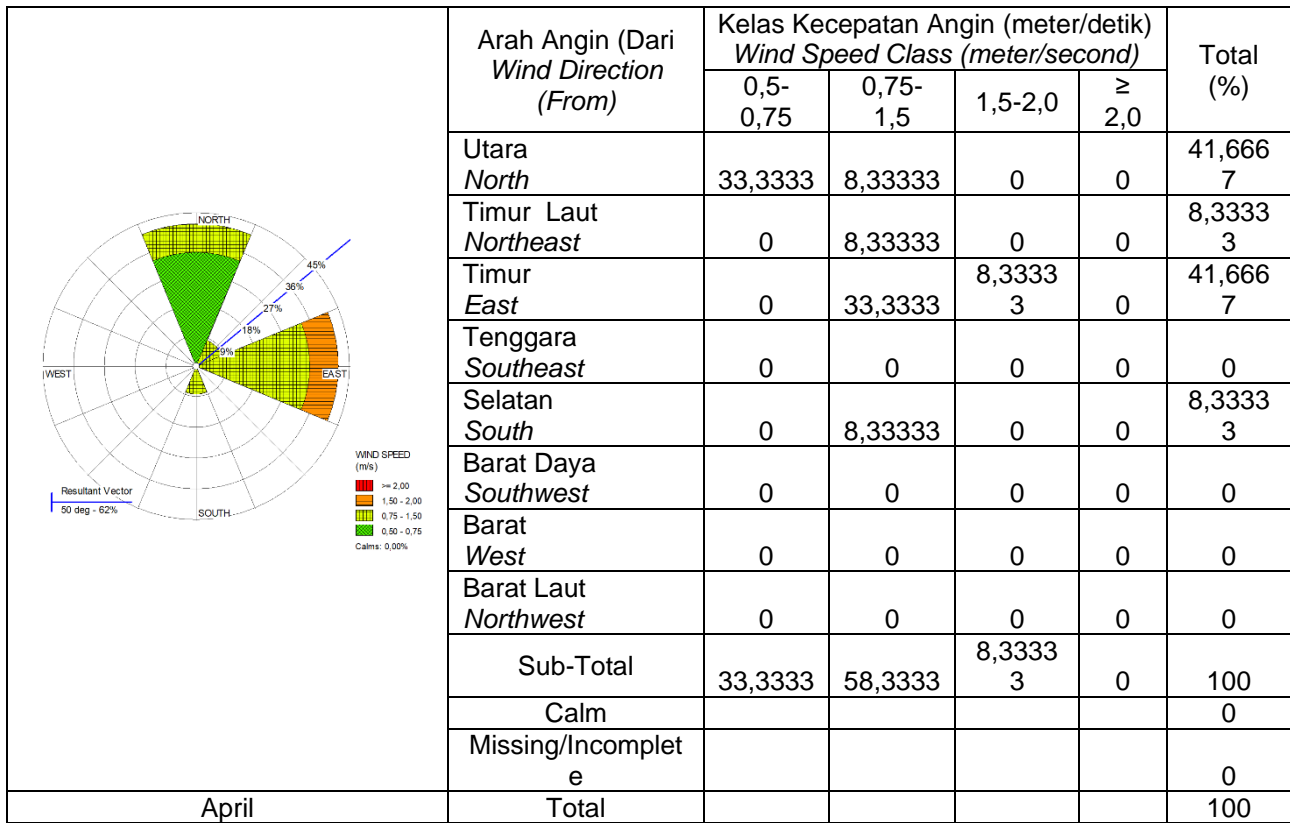 NORTH
45%
36%
27%
18%
9%
WEST
EAST
SOUTH
WIND SPEED
(m/s)
>= 2,00
1,50 - 2,00
0,75 - 1,50
0,50 - 0,75
Calms: 0,00%
Resultant Vector
50 deg - 62%
Arah Angin (Dari
Wind Direction
(From)
Kelas Kecepatan Angin (meter/detik)
Wind Speed Class (meter/second)
Total
(%)
0,5-
0,75
0,75-
1,5
1,5-2,0
≥
2,0
Utara
North 33,3333 8,33333 0 0 41,666
7
Timur Laut
Northeast 0 8,33333 0 0 8,3333
3
Timur
East 0 33,3333 8,3333
3 0 41,666
7
Tenggara
Southeast 0 0 0 0 0
Selatan
South 0 8,33333 0 0 8,3333
3
Barat Daya
Southwest 0 0 0 0 0
Barat
West 0 0 0 0 0
Barat Laut
Northwest 0 0 0 0 0
Sub-Total 33,3333 58,3333 8,3333
3 0 100
Calm 0
Missing/Incomplet
e 0
April Total 100